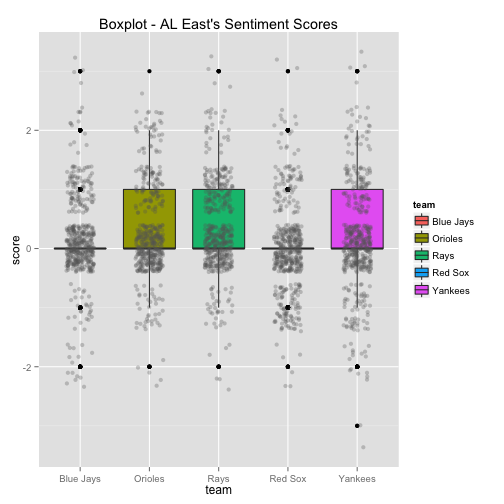 Boxplot - AL East's Sentiment Scores
score
2
0
-2
Blue Jays
Orioles
Rays
Red Sox
Yankees
team
team
Blue Jays
Orioles
Rays
Red Sox
Yankees